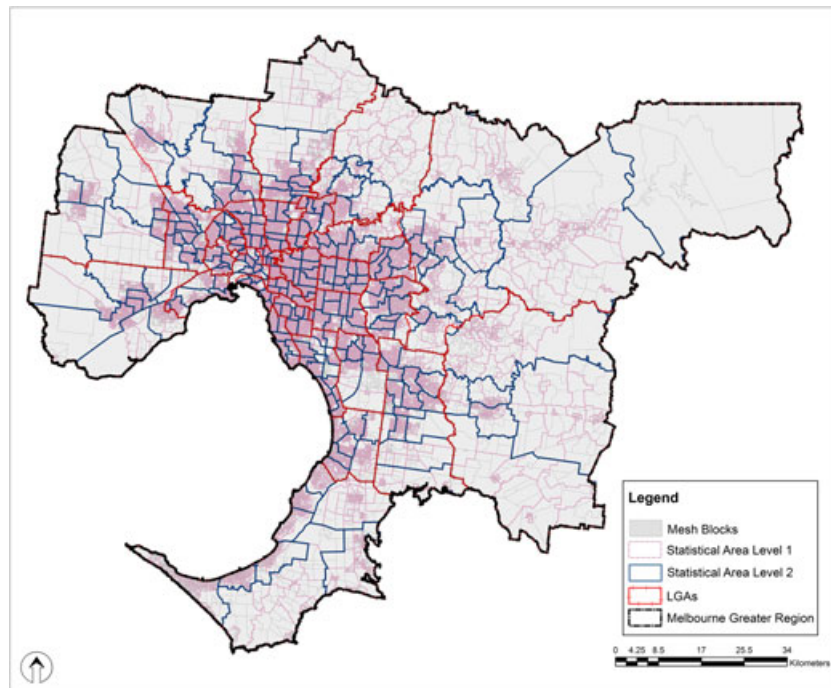 Legend
Mesh Blocks
Statistical Area Level 1
Statistical Area Level 2
LGAs
Melbourne Greater Region
0 4.25 8.5 17 25.5 34
Kilometers